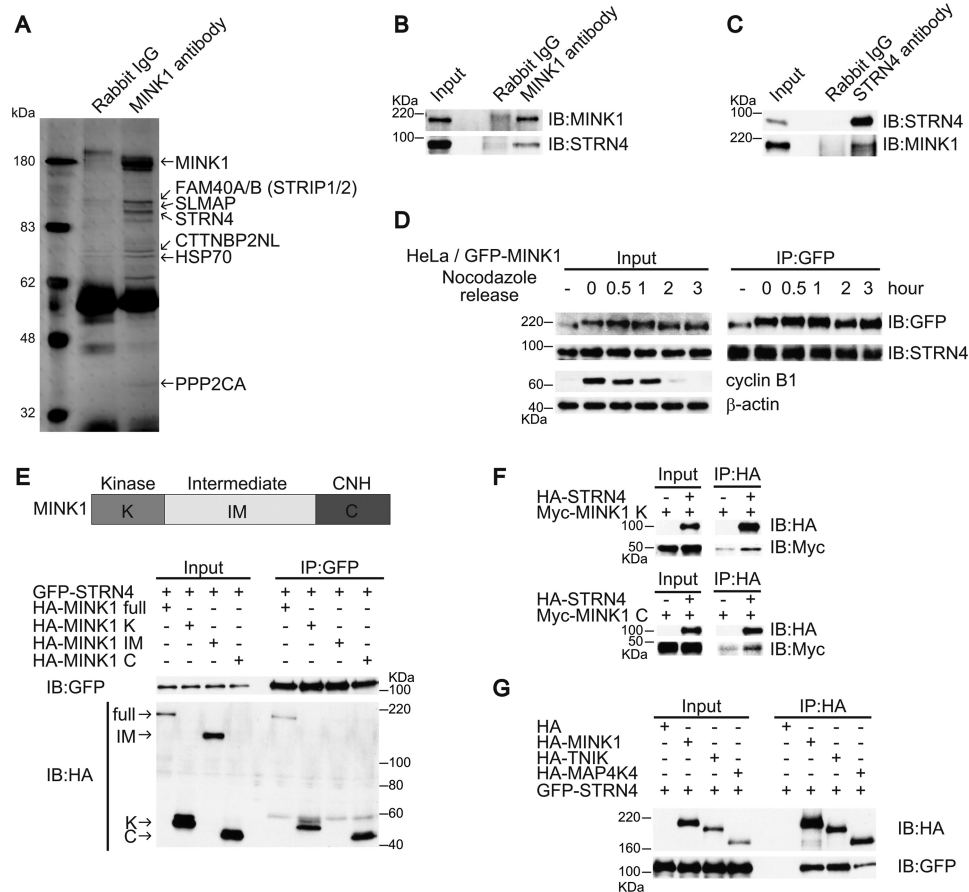 A
Rabbit IgG
MINK1 antibody
kDa
180
83
62
48
32
MINK1
FAM40A/B (STRIP1/2)
SLMAP
STRN4
CTTNBP2NL
HSP70
PPP2CA
B
Input
Rabbit IgG
MINK1 antibody
KDa
220
100
IB:MINK1
IB:STRN4
C
Input
Rabbit IgG
STRN4 antibody
KDa
100
220
IB:STRN4
IB:MINK1
D
HeLa / GFP-MINK1
Input
IP:GFP
Nocodazole release
- 0 0.5 1 2 3
- 0 0.5 1 2 3 hour
220
IB:GFP
100
IB:STRN4
60
cyclin B1
40
β-actin
KDa
E
Kinase Intermediate CNH
MINK1 K IM C
Input IP:GFP
GFP-STRN4 + + + + + + + +
HA-MINK1 full + - - - + - - -
HA-MINK1 K - + - - - + - -
HA-MINK1 IM - - + - - - + -
HA-MINK1 C - - - + - - - +
IB:GFP
KDa
100
IB:HA
full
IM
K
C
220
120
100
80
60
40
F
Input IP:HA
HA-STRN4 - + - +
Myc-MINK1 K + + + +
100 IB:HA
50 IB:Myc
KDa
Input IP:HA
HA-STRN4 - + - +
Myc-MINK1 C + + + +
100 IB:HA
50 IB:Myc
KDa
G
Input IP:HA
HA + - - - + - - -
HA-MINK1 - + - - - + - -
HA-TNIK - - + - - - + -
HA-MAP4K4 - - - + - - - +
GFP-STRN4 + + + + + + + +
220
IB:HA
160
100 IB:GFP
KDa